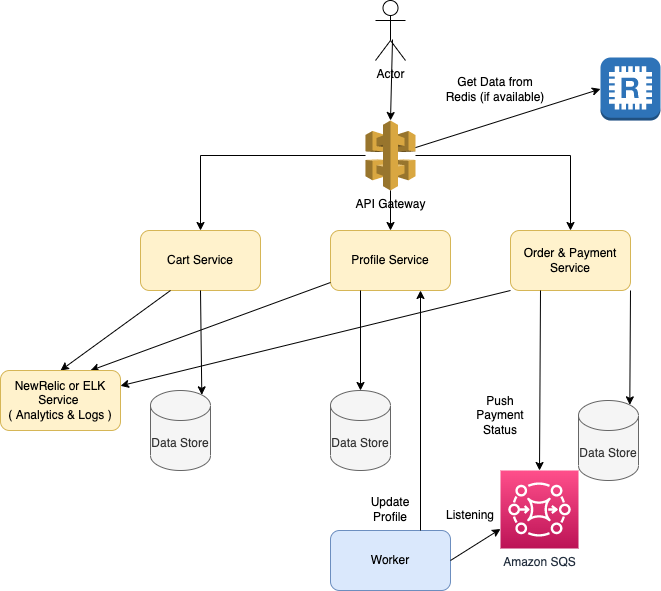 Actor
Get Data from
Redis (if available)
R
API Gateway
Cart Service
Profile Service
Order & Payment
Service
NewRelic or ELK
Service
( Analytics & Logs )
Data Store
Data Store
Push
Payment
Status
Data Store
Update
Profile
Listening
Worker
Amazon SQS